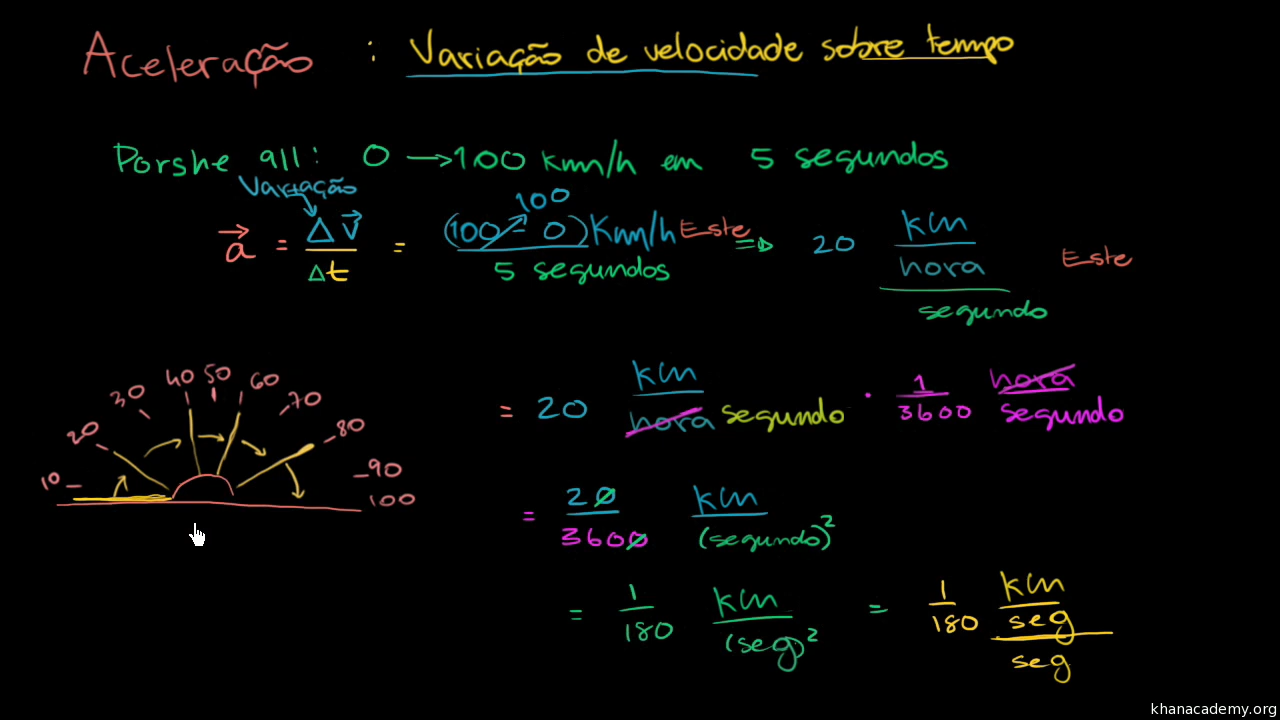 Aceleração : Variação de velocidade sobre tempo
Porshe 911: 0 → 100 km/h em 5 segundos
Variação
a = Δv / Δt = (100 - 0) Km/h Este / 5 segundos => 20 km / hora / segundo Este
100
= 20 km / hora segundo · 1 / 3600 hora / segundo
= 20 / 3600 km / (segundo)²
= 1 / 180 km / (seg)² = 1 / 180 km / seg / seg
10 20 30 40 50 60 70 80 90 100
khanacademy.org